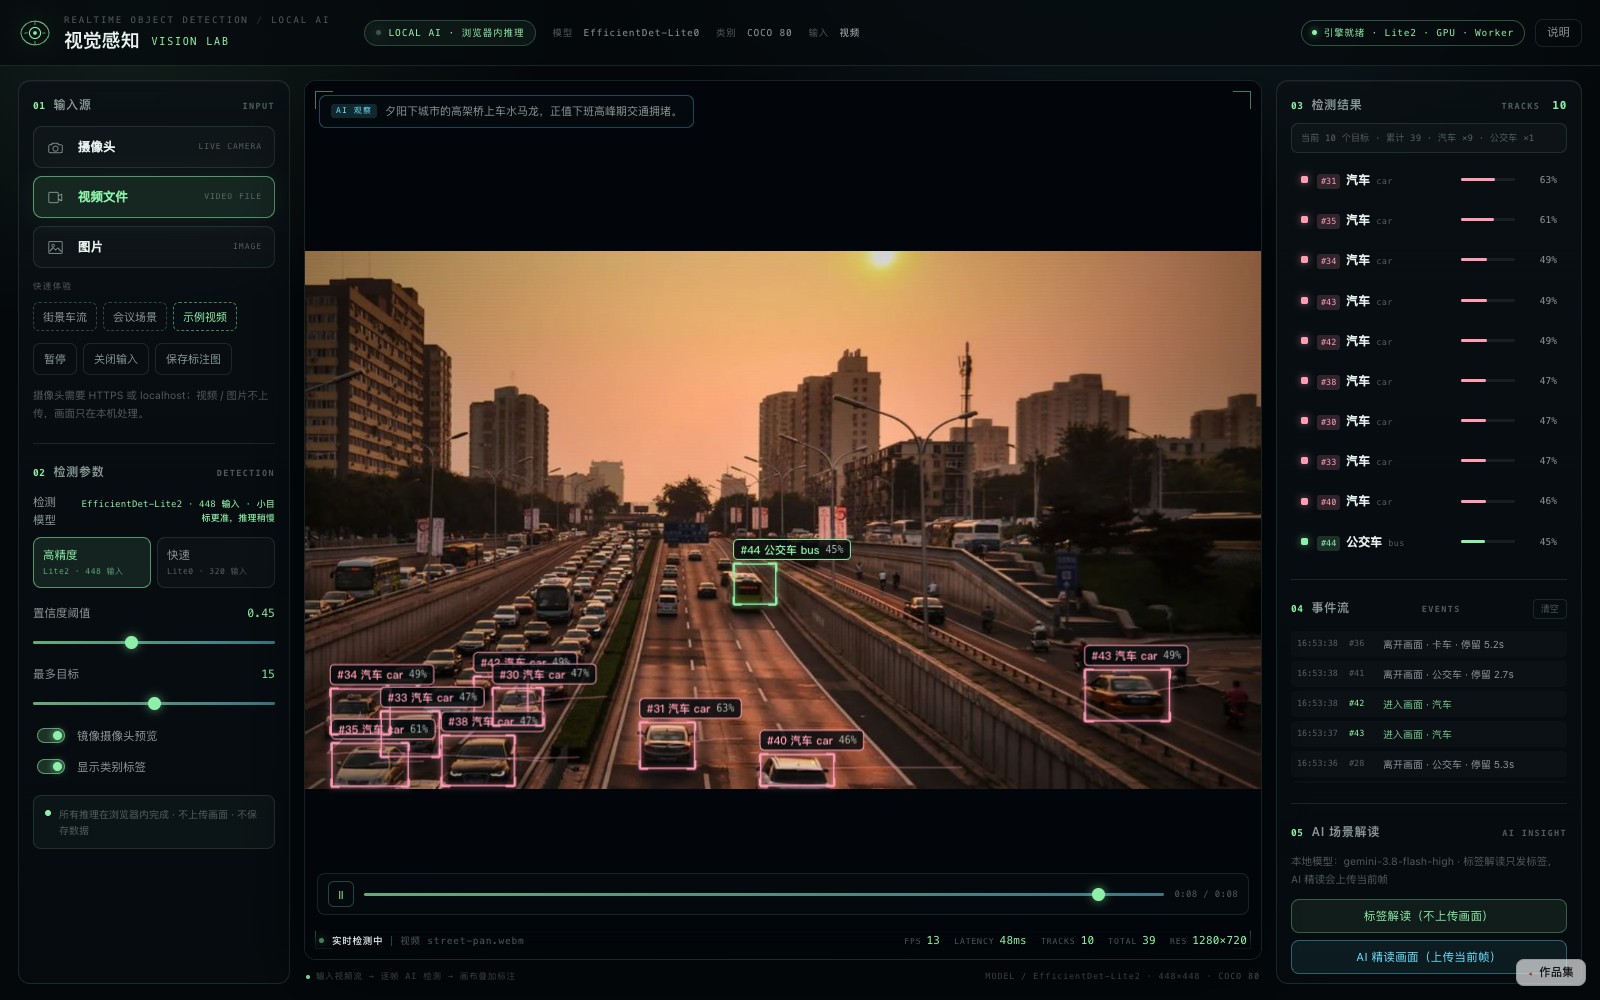 REALTIME OBJECT DETECTION / LOCAL AI
视觉感知 VISION LAB
LOCAL AI · 浏览器内推理
模型 EfficientDet-Lite0 类别 COCO 80 输入 视频
引擎就绪 · Lite2 · GPU · Worker
说明
01 输入源 INPUT
摄像头 LIVE CAMERA
视频文件 VIDEO FILE
图片 IMAGE
快速体验
街景车流 会议场景 示例视频
暂停 关闭输入 保存标注图
摄像头需要 HTTPS 或 localhost；视频 / 图片不上
传，画面只在本机处理。
02 检测参数 DETECTION
检测
模型
EfficientDet-Lite2 · 448 输入 · 小目
标更准，推理稍慢
高精度
Lite2 · 448 输入
快速
Lite0 · 320 输入
置信度阈值 0.45
最多目标 15
镜像摄像头预览
显示类别标签
所有推理在浏览器内完成 · 不上传画面 · 不保
存数据
AI 观察 夕阳下城市的高架桥上车水马龙，正值下班高峰期交通拥堵。
#44 公交车 bus 45%
#43 汽车 car 49%
#42 汽车 car 49%
#34 汽车 car 49%
#30 汽车 car 47%
#33 汽车 car 47%
#31 汽车 car 63%
#35 汽车 car 61%
#38 汽车 car 47%
#40 汽车 car 46%
0:08 / 0:08
实时检测中 | 视频 street-pan.webm
FPS 13 LATENCY 48ms TRACKS 10 TOTAL 39 RES 1280×720
输入视频流 → 逐帧 AI 检测 → 画布叠加标注
MODEL / EfficientDet-Lite2 · 448×448 · COCO 80
03 检测结果 TRACKS 10
当前 10 个目标 · 累计 39 · 汽车 ×9 · 公交车 ×1
#31 汽车 car 63%
#35 汽车 car 61%
#34 汽车 car 49%
#43 汽车 car 49%
#42 汽车 car 49%
#38 汽车 car 47%
#30 汽车 car 47%
#33 汽车 car 47%
#40 汽车 car 46%
#44 公交车 bus 45%
04 事件流 EVENTS 清空
16:53:38 #36 离开画面 · 卡车 · 停留 5.2s
16:53:38 #41 离开画面 · 公交车 · 停留 2.7s
16:53:38 #42 进入画面 · 汽车
16:53:37 #43 进入画面 · 汽车
16:53:36 #28 离开画面 · 公交车 · 停留 5.3s
05 AI 场景解读 AI INSIGHT
本地模型：gemini-3.8-flash-high · 标签解读只发标签，
AI 精读会上传当前帧
标签解读（不上传画面）
AI 精读画面（上传当前帧）
作品集